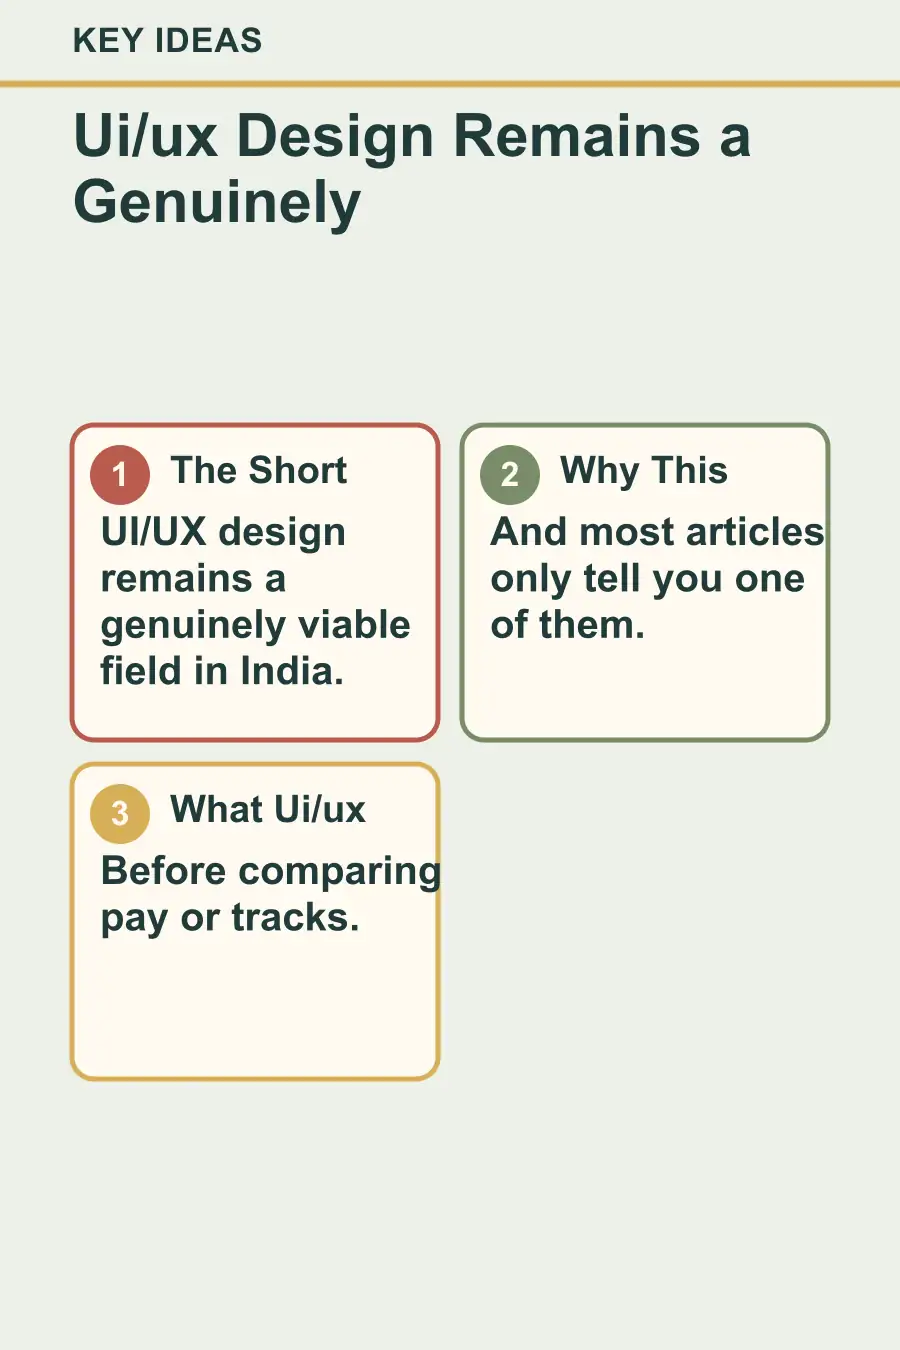 KEY IDEAS
Ui/ux Design Remains a
Genuinely
1 The Short
UI/UX design
remains a
genuinely viable
field in India.
2 Why This
And most articles
only tell you one
of them.
3 What Ui/ux
Before comparing
pay or tracks.